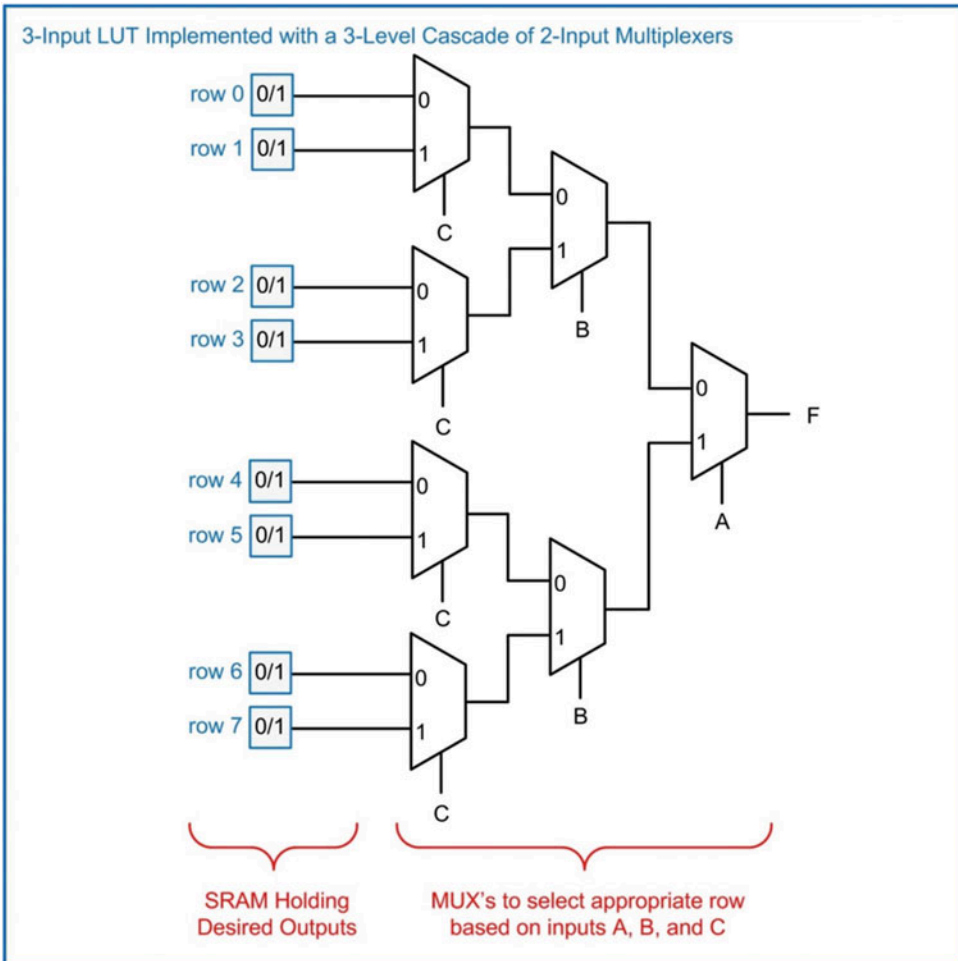 3-Input LUT Implemented with a 3-Level Cascade of 2-Input Multiplexers
row 0 0/1
0
row 1 0/1
1
C
0
1
B
row 2 0/1
0
row 3 0/1
1
C
0
1
F
A
row 4 0/1
0
row 5 0/1
1
C
0
1
B
row 6 0/1
0
row 7 0/1
1
C
SRAM Holding
Desired Outputs
MUX's to select appropriate row
based on inputs A, B, and C